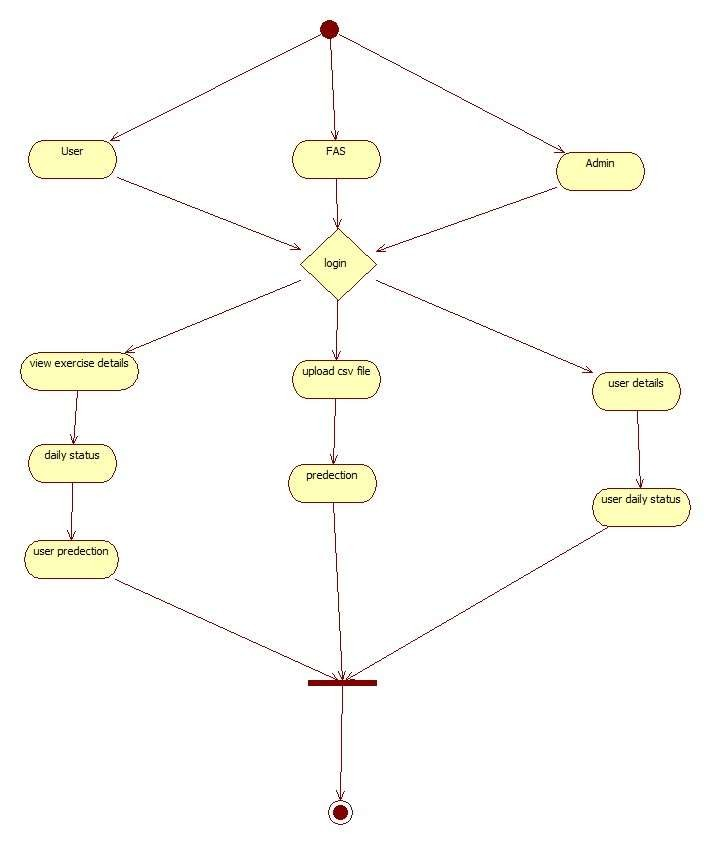 User
FAS
Admin
login
view exercise details
upload csv file
user details
daily status
predection
user daily status
user predection